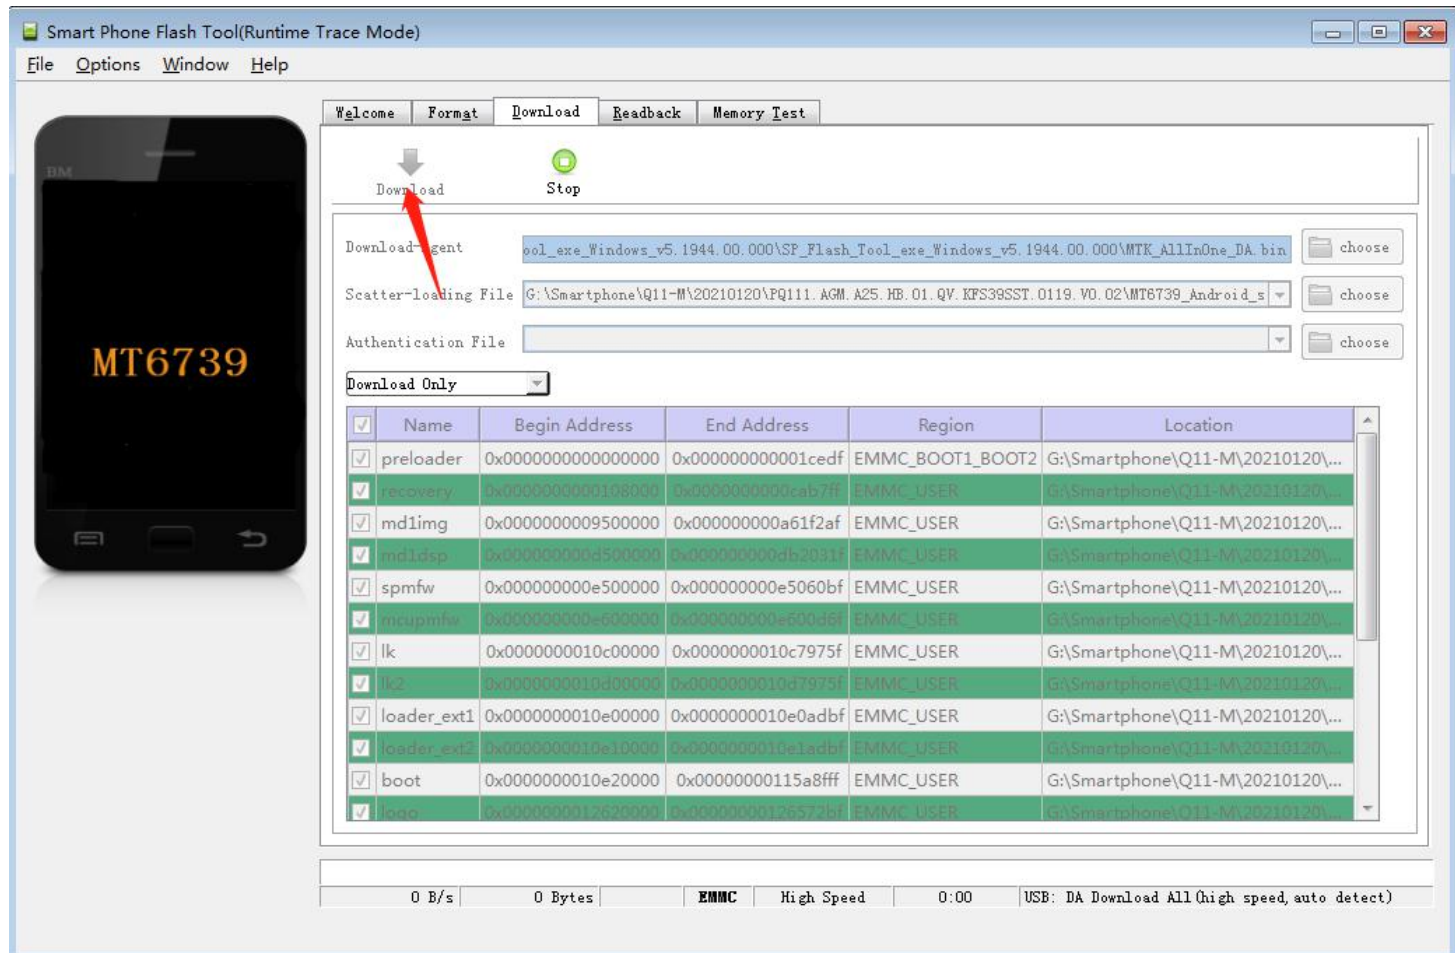 Smart Phone Flash Tool(Runtime Trace Mode)
File Options Window Help
Welcome Format Download Readback Memory Test
BM
MT6739
Download Stop
Download-Agent ool_exe_Windows_v5.1944.00.000\SP_Flash_Tool_exe_Windows_v5.1944.00.000\MTK_AllInOne_DA.bin choose
Scatter-loading File G:\Smartphone\Q11-M\20210120\PQ111.AGM.A25.HB.01.QV.KFS39SST.0119.V0.02\MT6739_Android_s choose
Authentication File choose
Download Only
Name Begin Address End Address Region Location
preloader 0x0000000000000000 0x000000000001cedf EMMC_BOOT1_BOOT2 G:\Smartphone\Q11-M\20210120\...
recovery 0x0000000000108000 0x0000000000cab7ff EMMC_USER G:\Smartphone\Q11-M\20210120\...
md1img 0x0000000009500000 0x000000000a61f2af EMMC_USER G:\Smartphone\Q11-M\20210120\...
md1dsp 0x000000000d500000 0x000000000db2031f EMMC_USER G:\Smartphone\Q11-M\20210120\...
spmfw 0x000000000e500000 0x000000000e5060bf EMMC_USER G:\Smartphone\Q11-M\20210120\...
mcupmfw 0x000000000e600000 0x000000000e600d6f EMMC_USER G:\Smartphone\Q11-M\20210120\...
lk 0x0000000010c00000 0x0000000010c7975f EMMC_USER G:\Smartphone\Q11-M\20210120\...
lk2 0x0000000010d00000 0x0000000010d7975f EMMC_USER G:\Smartphone\Q11-M\20210120\...
loader_ext1 0x0000000010e00000 0x0000000010e0adbf EMMC_USER G:\Smartphone\Q11-M\20210120\...
loader_ext2 0x0000000010e10000 0x0000000010e1adbf EMMC_USER G:\Smartphone\Q11-M\20210120\...
boot 0x0000000010e20000 0x00000000115a8fff EMMC_USER G:\Smartphone\Q11-M\20210120\...
logo 0x0000000012620000 0x00000000126572bf EMMC_USER G:\Smartphone\Q11-M\20210120\...
0 B/s 0 Bytes EMMC High Speed 0:00 USB: DA Download All(high speed,auto detect)